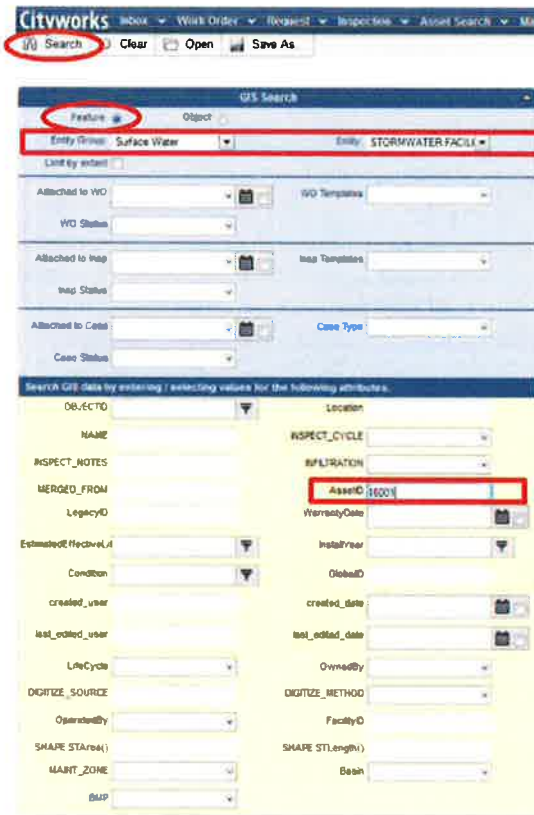 Cityworks Inbox Work Order Request Inspection Asset Search
Search Clear Open Save As
GIS Search
Feature Object
Entity Group Surface Water Entity STORMWATER FACILI
Limit by extent
Attached to WO WO Templates
WO Status
Attached to Insp Insp Templates
Insp Status
Attached to Case Case Type
Case Status
Search GIS data by entering / selecting values for the following attributes.
OBJECTID Location
NAME INSPECT_CYCLE
INSPECT_NOTES INFILTRATION
MERGED_FROM AssetID 16001
LegacyID WarrantyDate
EstimatedEffectiveLif InstallYear
Condition GlobalID
created_user created_date
last_edited_user last_edited_date
LifeCycle OwnedBy
DIGITIZE_SOURCE DIGITIZE_METHOD
OperatedBy FacilityID
SHAPE STArea() SHAPE STLength()
MAINT_ZONE Basin
BMP